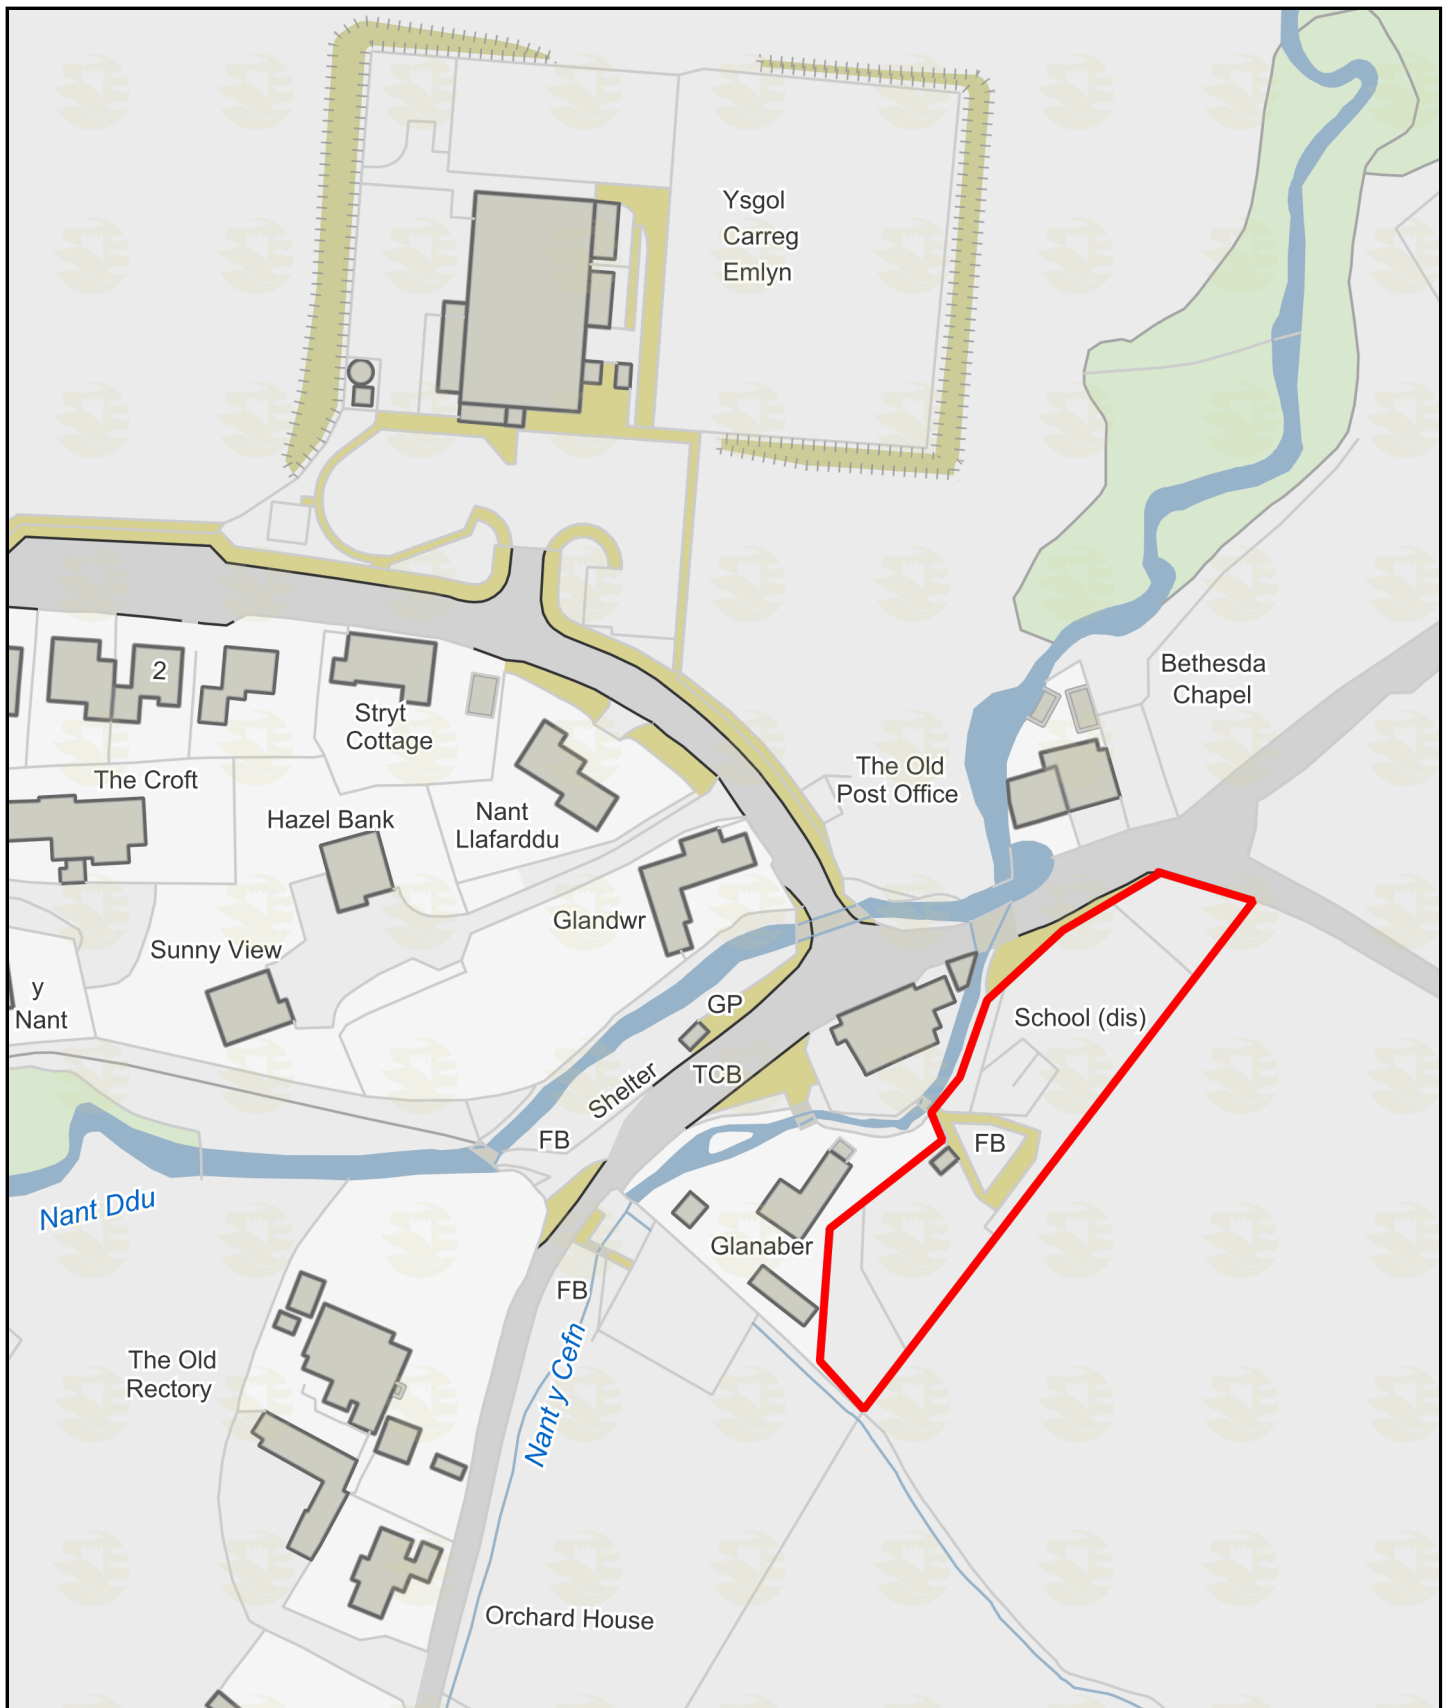 Ysgol
Carreg
Emlyn
Bethesda
Chapel
2
Stryt
Cottage
The Croft
The Old
Post Office
Hazel Bank
Nant
Llafarddu
Glandwr
Sunny View
y
Nant
GP
School (dis)
TCB
Shelter
FB
FB
Nant Ddu
Glanaber
FB
Nant y Cefn
The Old
Rectory
Orchard House